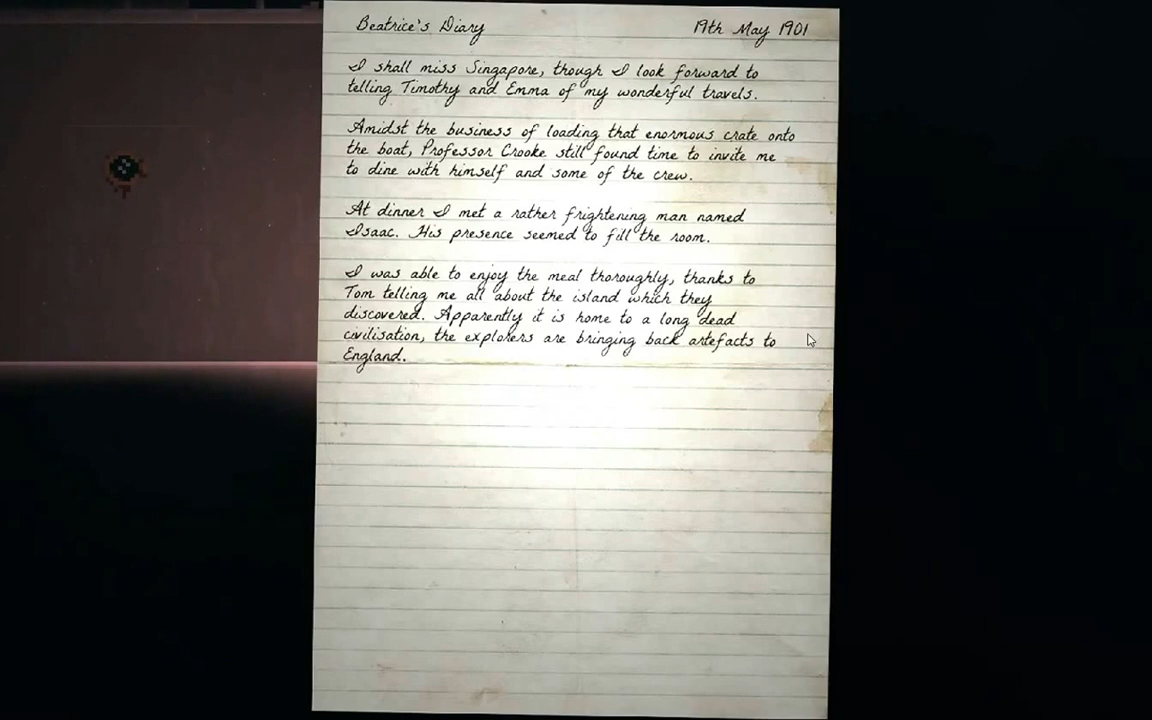 Beatrice's Diary 19th May 1901
I shall miss Singapore, though I look forward to
telling Timothy and Emma of my wonderful travels.
Amidst the business of loading that enormous crate onto
the boat, Professor Crooke still found time to invite me
to dine with himself and some of the crew.
At dinner I met a rather frightening man named
Isaac. His presence seemed to fill the room.
I was able to enjoy the meal thoroughly, thanks to
Tom telling me all about the island which they
discovered. Apparently it is home to a long dead
civilisation, the explorers are bringing back artefacts to
England.